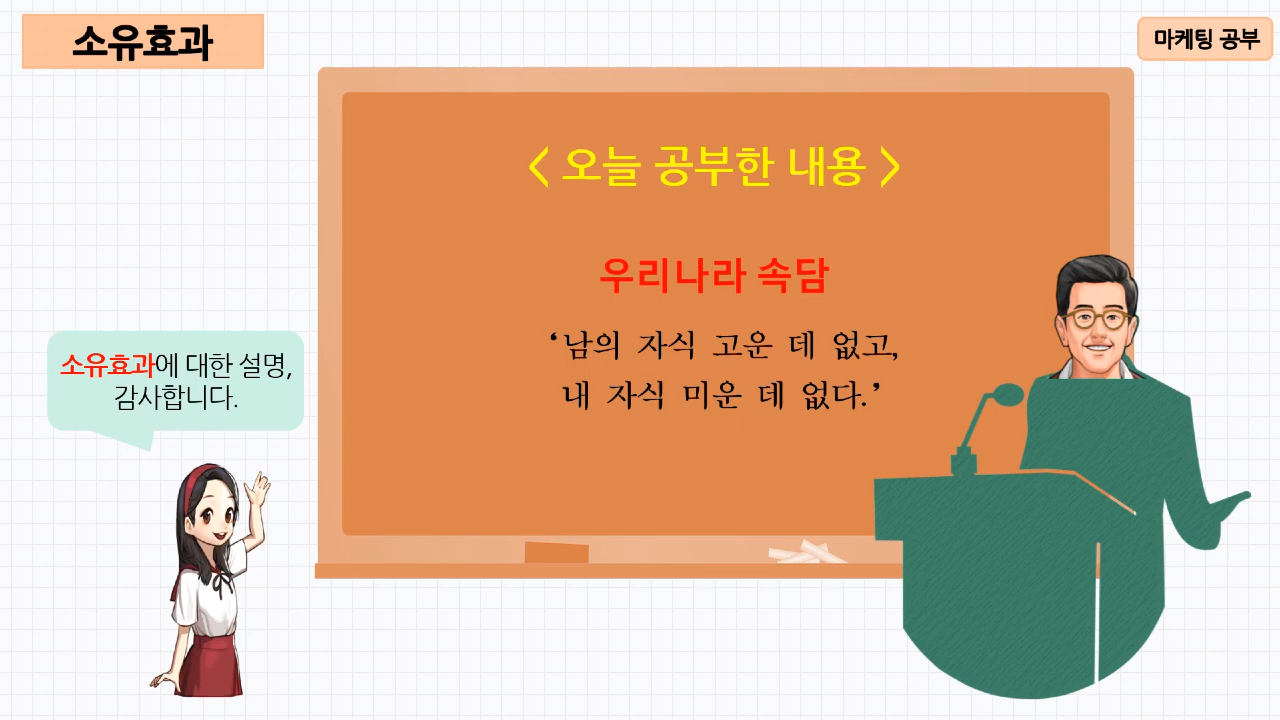 소유효과
마케팅 공부
< 오늘 공부한 내용 >
우리나라 속담
‘남의 자식 고운 데 없고,
내 자식 미운 데 없다.’
소유효과에 대한 설명,
감사합니다.